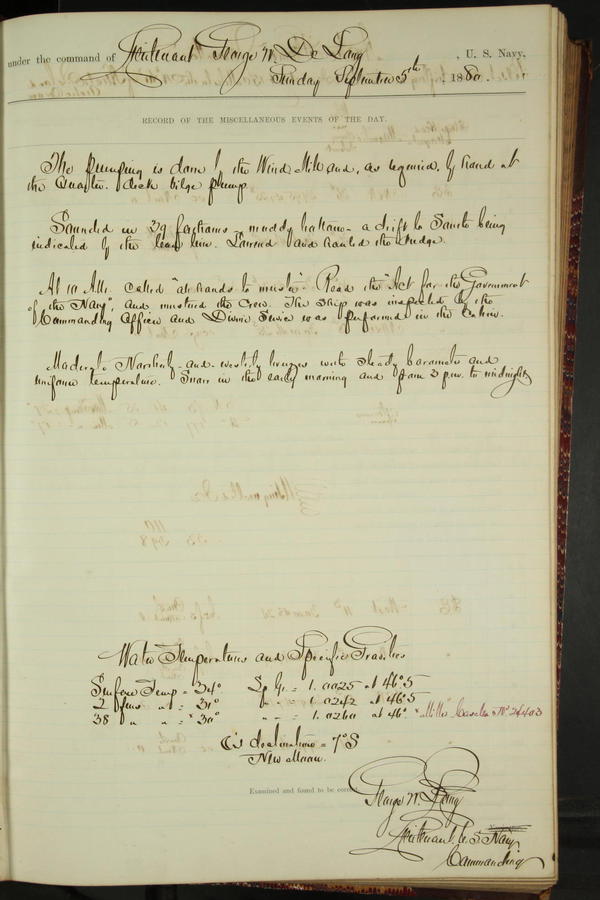 under the command of Lieutenant George W. De Long, U. S. Navy,
Sunday September 5th, 1880.
RECORD OF THE MISCELLANEOUS EVENTS OF THE DAY.
The pumping is done by the Wind Mill and, as required, by hand at
the Quarter-deck bilge pump.
Sounded in 39 fathoms - muddy bottom - a drift to South being
indicated by the lead line. Lowered and hauled the dredge.
At 10 A.M. called "all hands to muster". Read the "Act for the Government
of the Navy", and mustered the Crew. The Ship was inspected by the
Commanding Officer and Divine Service was performed in the Cabin.
Moderate Northerly and westerly breezes with steady barometer and
uniform temperature. Snow in the early morning and from 3 p.m. to midnight.
Water Temperatures and Specific Gravities
Surface Temp = 34° Sp Gr. = 1.0025 at 46°.5
2 fms " = 31° " " = 1.0242 at 46°.5
38 " " = 30° " " = 1.0260 at 46°.
C's declination = 7° S
New Moon.
Examined and found to be correct.
George W. De Long
Lieutenant U. S. Navy
Commanding